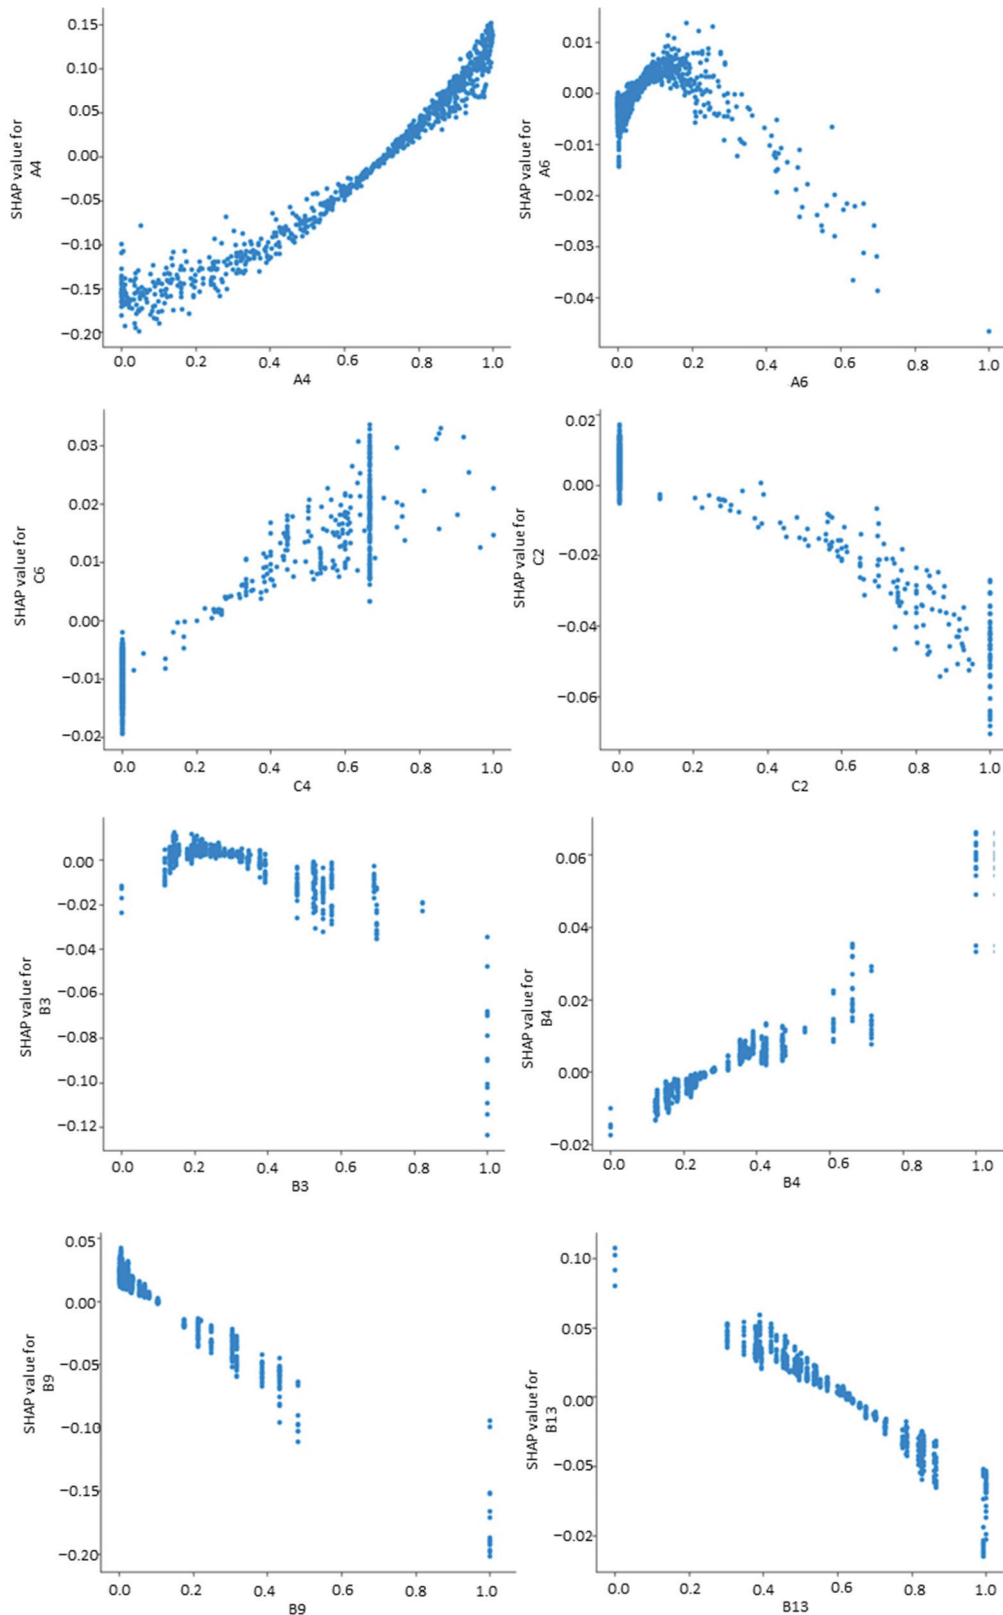 0.15
0.10
0.05
0.00
−0.05
−0.10
−0.15
−0.20
SHAP value for
A4
0.0 0.2 0.4 0.6 0.8 1.0
A4
0.01
0.00
−0.01
−0.02
−0.03
−0.04
SHAP value for
A6
0.0 0.2 0.4 0.6 0.8 1.0
A6
0.03
0.02
0.01
0.00
−0.01
−0.02
SHAP value for
C6
0.0 0.2 0.4 0.6 0.8 1.0
C4
0.02
0.00
−0.02
−0.04
−0.06
SHAP value for
C2
0.0 0.2 0.4 0.6 0.8 1.0
C2
0.00
−0.02
−0.04
−0.06
−0.08
−0.10
−0.12
SHAP value for
B3
0.0 0.2 0.4 0.6 0.8 1.0
B3
0.06
0.04
0.02
0.00
−0.02
SHAP value for
B4
0.0 0.2 0.4 0.6 0.8 1.0
B4
0.05
0.00
−0.05
−0.10
−0.15
−0.20
SHAP value for
B9
0.0 0.2 0.4 0.6 0.8 1.0
B9
0.10
0.05
0.00
−0.05
−0.02
SHAP value for
B13
0.0 0.2 0.4 0.6 0.8 1.0
B13